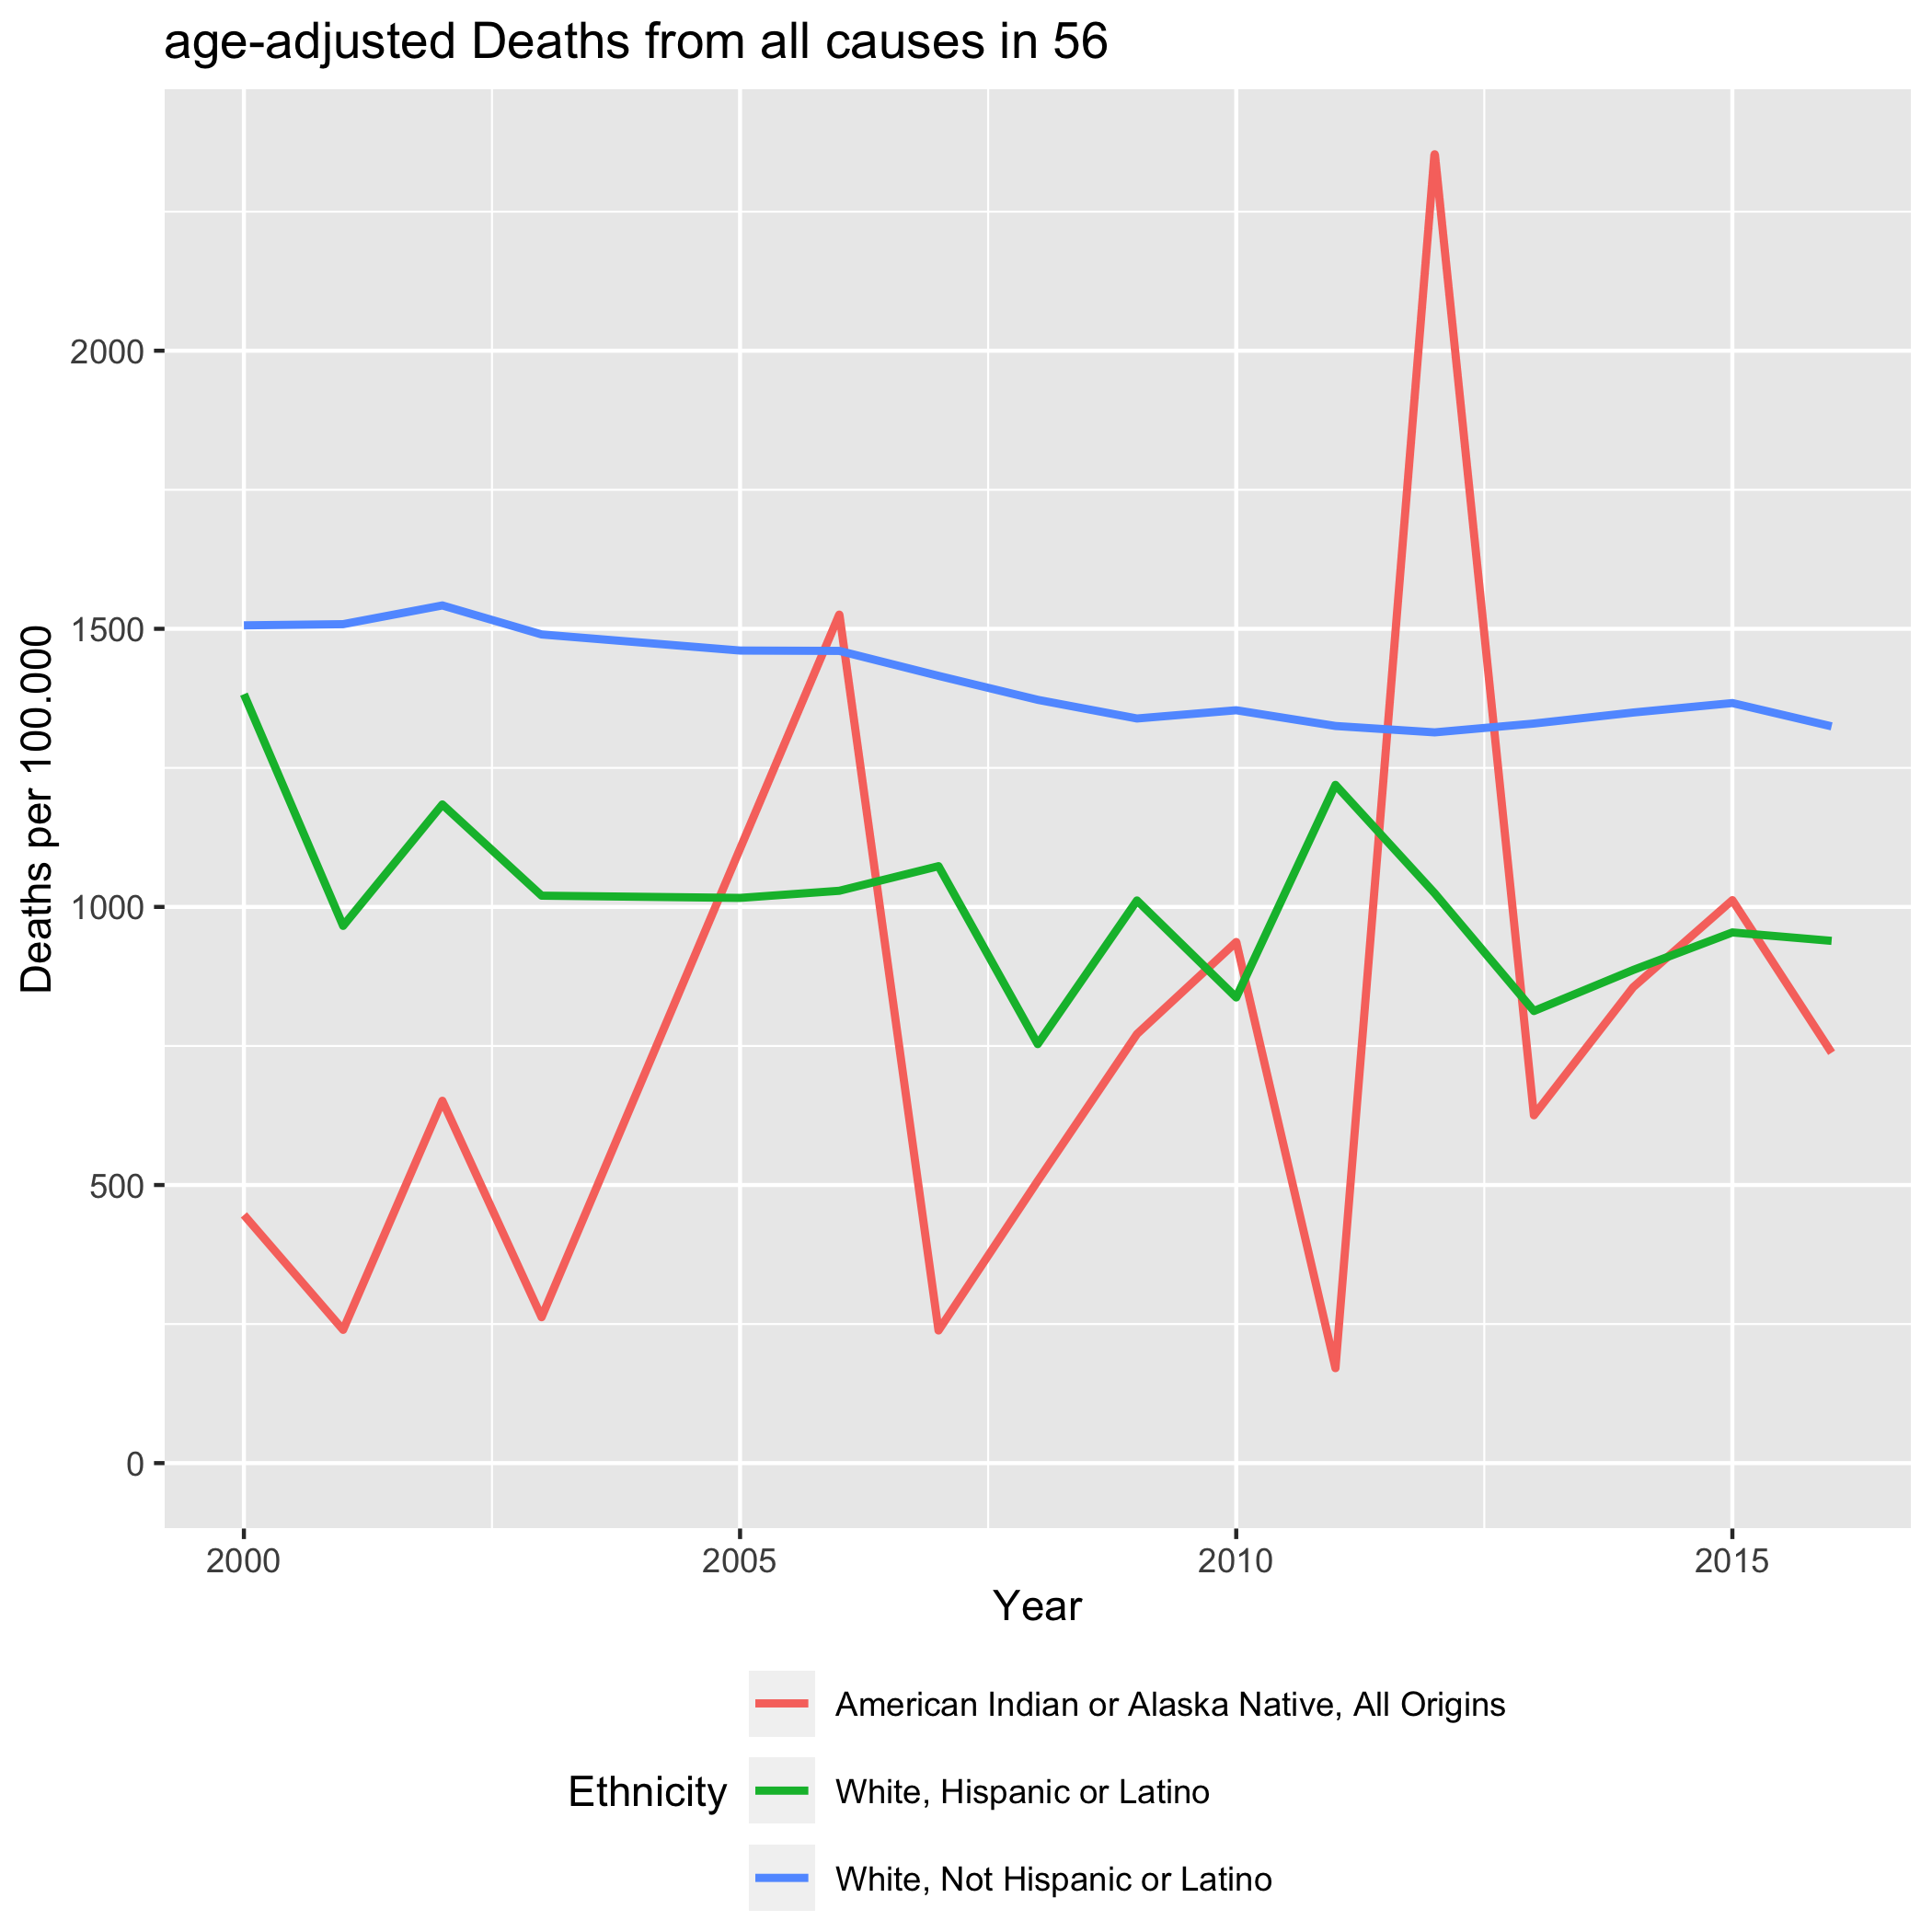 age-adjusted Deaths from all causes in 56
Deaths per 100.000
2000
1500
1000
500
0
2000 2005 2010 2015
Year
Ethnicity
American Indian or Alaska Native, All Origins
White, Hispanic or Latino
White, Not Hispanic or Latino